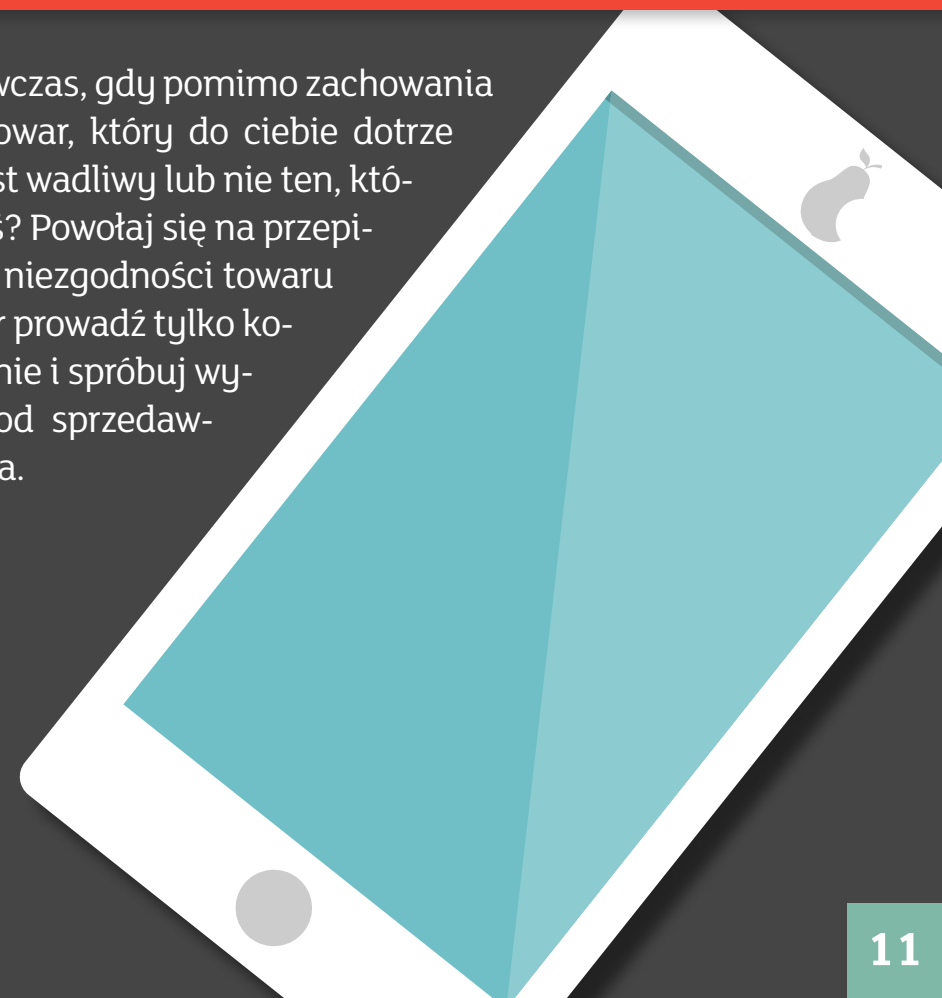 wczas, gdy pomimo zachowania
owar, który do ciebie dotrze
st wadliwy lub nie ten, któ-
ś? Powołaj się na przepi-
niezgodności towaru
r prowadź tylko ko-
nie i spróbuj wy-
od sprzedaw-
a.
11